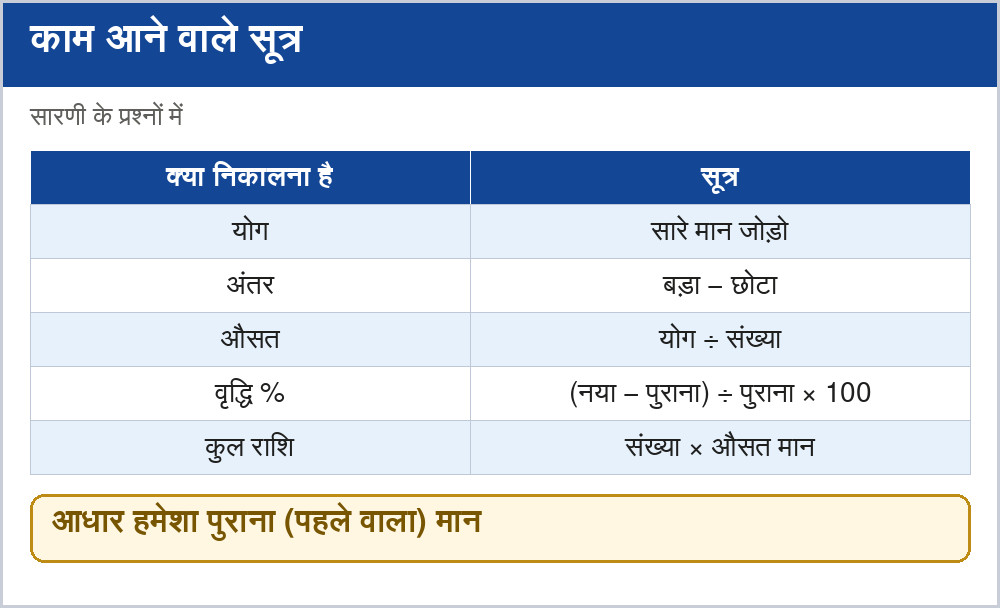 काम आने वाले सूत्र
सारणी के प्रश्नों में
क्या निकालना है सूत्र
योग सारे मान जोड़ो
अंतर बड़ा – छोटा
औसत योग ÷ संख्या
वृद्धि % (नया – पुराना) ÷ पुराना × 100
कुल राशि संख्या × औसत मान
आधार हमेशा पुराना (पहले वाला) मान